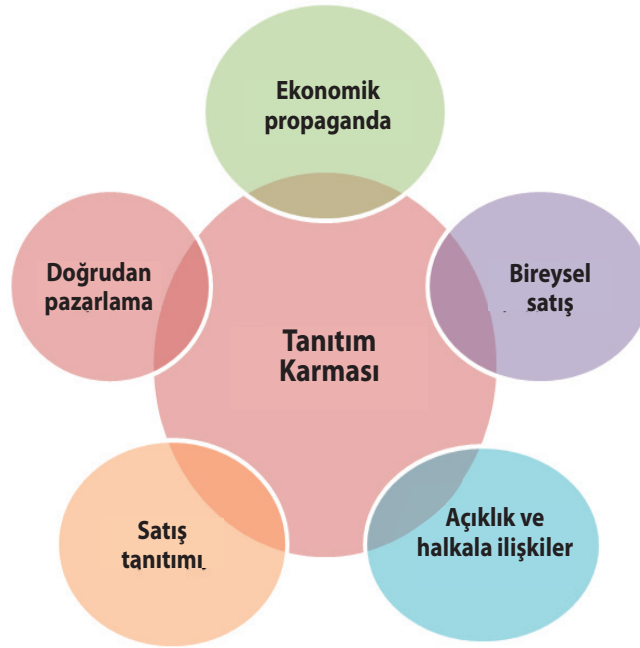 Ekonomik
propaganda
Doğrudan
pazarlama
Bireysel
satış
Tanıtım
Karması
Satış
tanıtımı
Açıklık ve
halkala ilişkiler